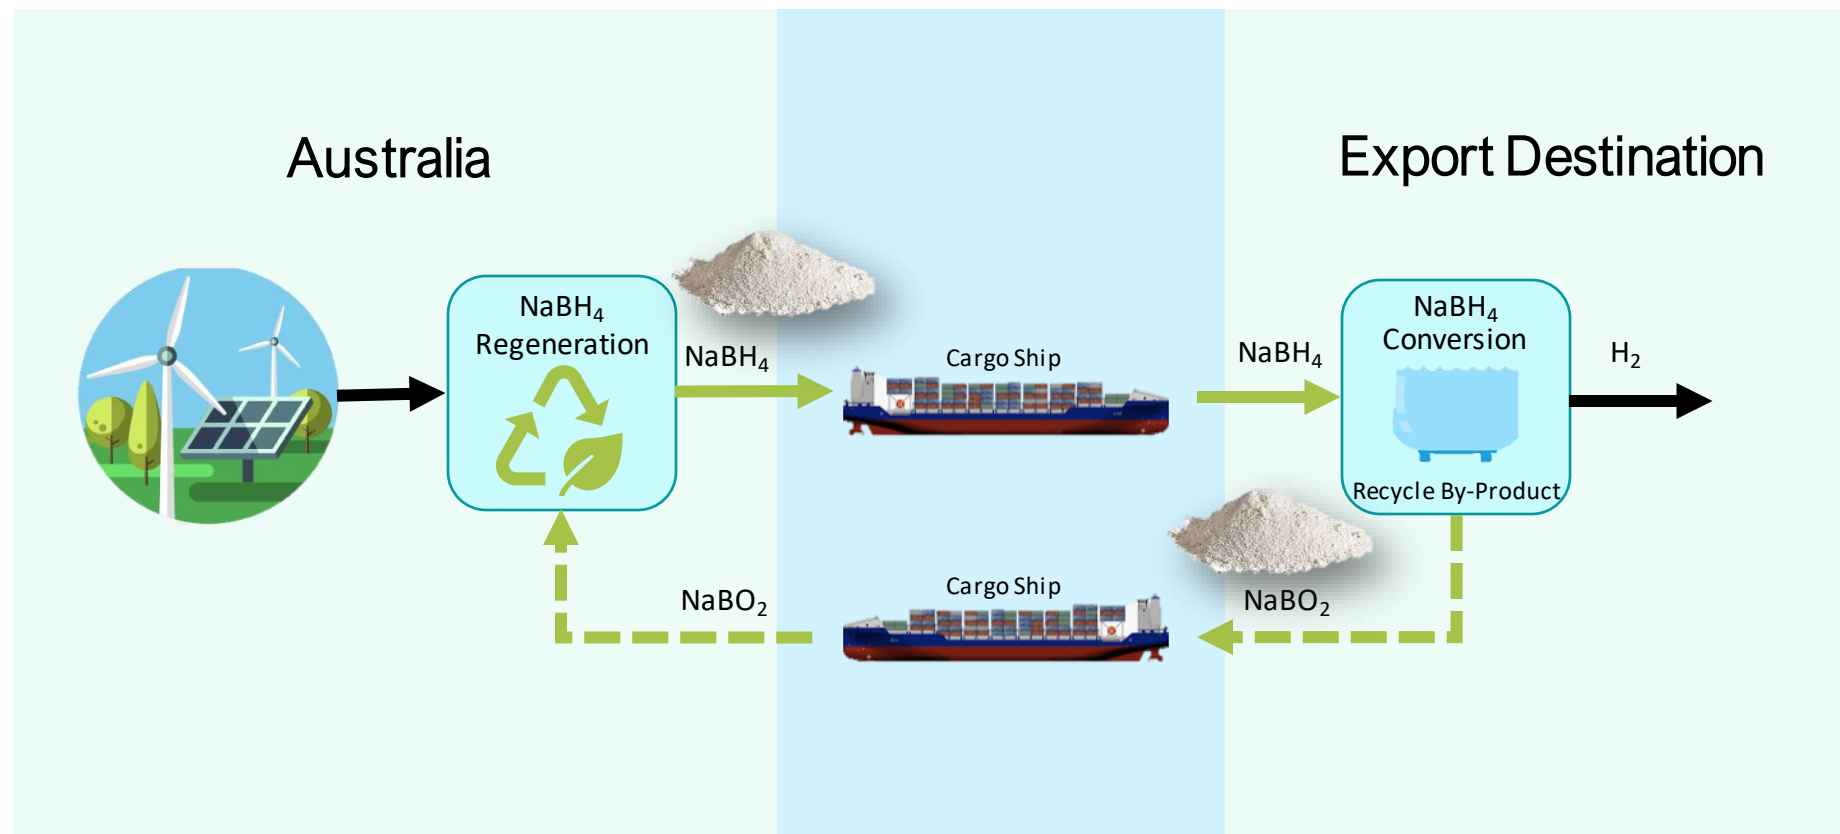 Australia
Export Destination
NaBH₄
Regeneration
NaBH₄
Cargo Ship
NaBH₄
NaBH₄
Conversion
H₂
Recycle By-Product
NaBO₂
Cargo Ship
NaBO₂